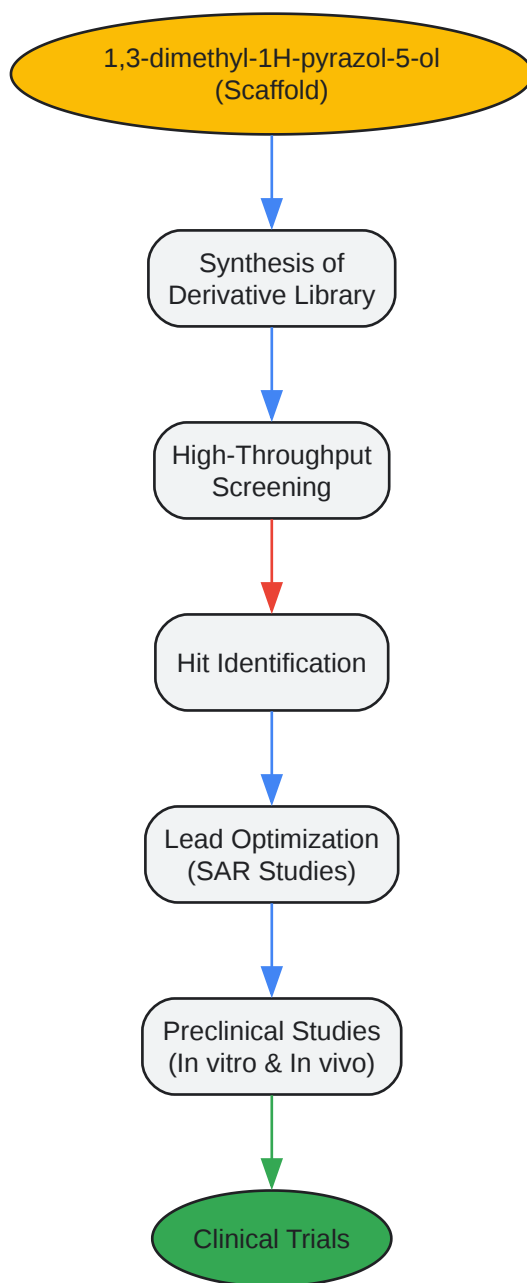 1,3-dimethyl-1H-pyrazol-5-ol
(Scaffold)
Synthesis of
Derivative Library
High-Throughput
Screening
Hit Identification
Lead Optimization
(SAR Studies)
Preclinical Studies
(In vitro & In vivo)
Clinical Trials